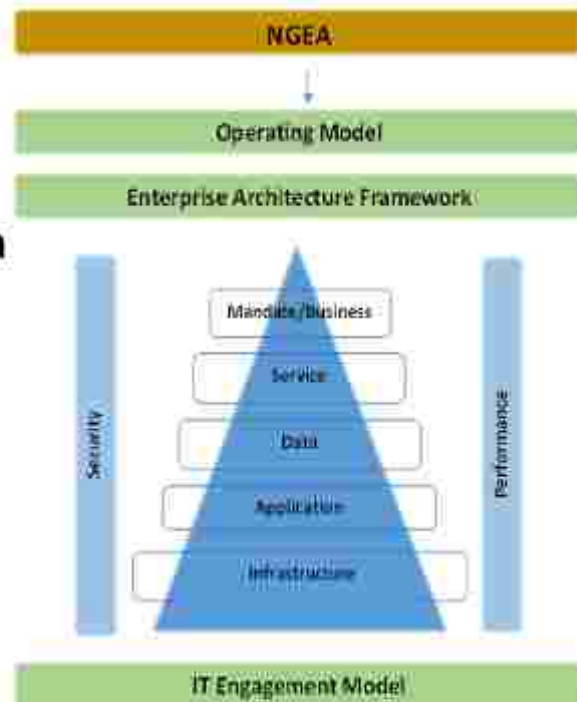 NGEA
Operating Model
Enterprise Architecture Framework
Mandate/Business
Service
Data
Application
Infrastructure
Security
Performance
IT Engagement Model